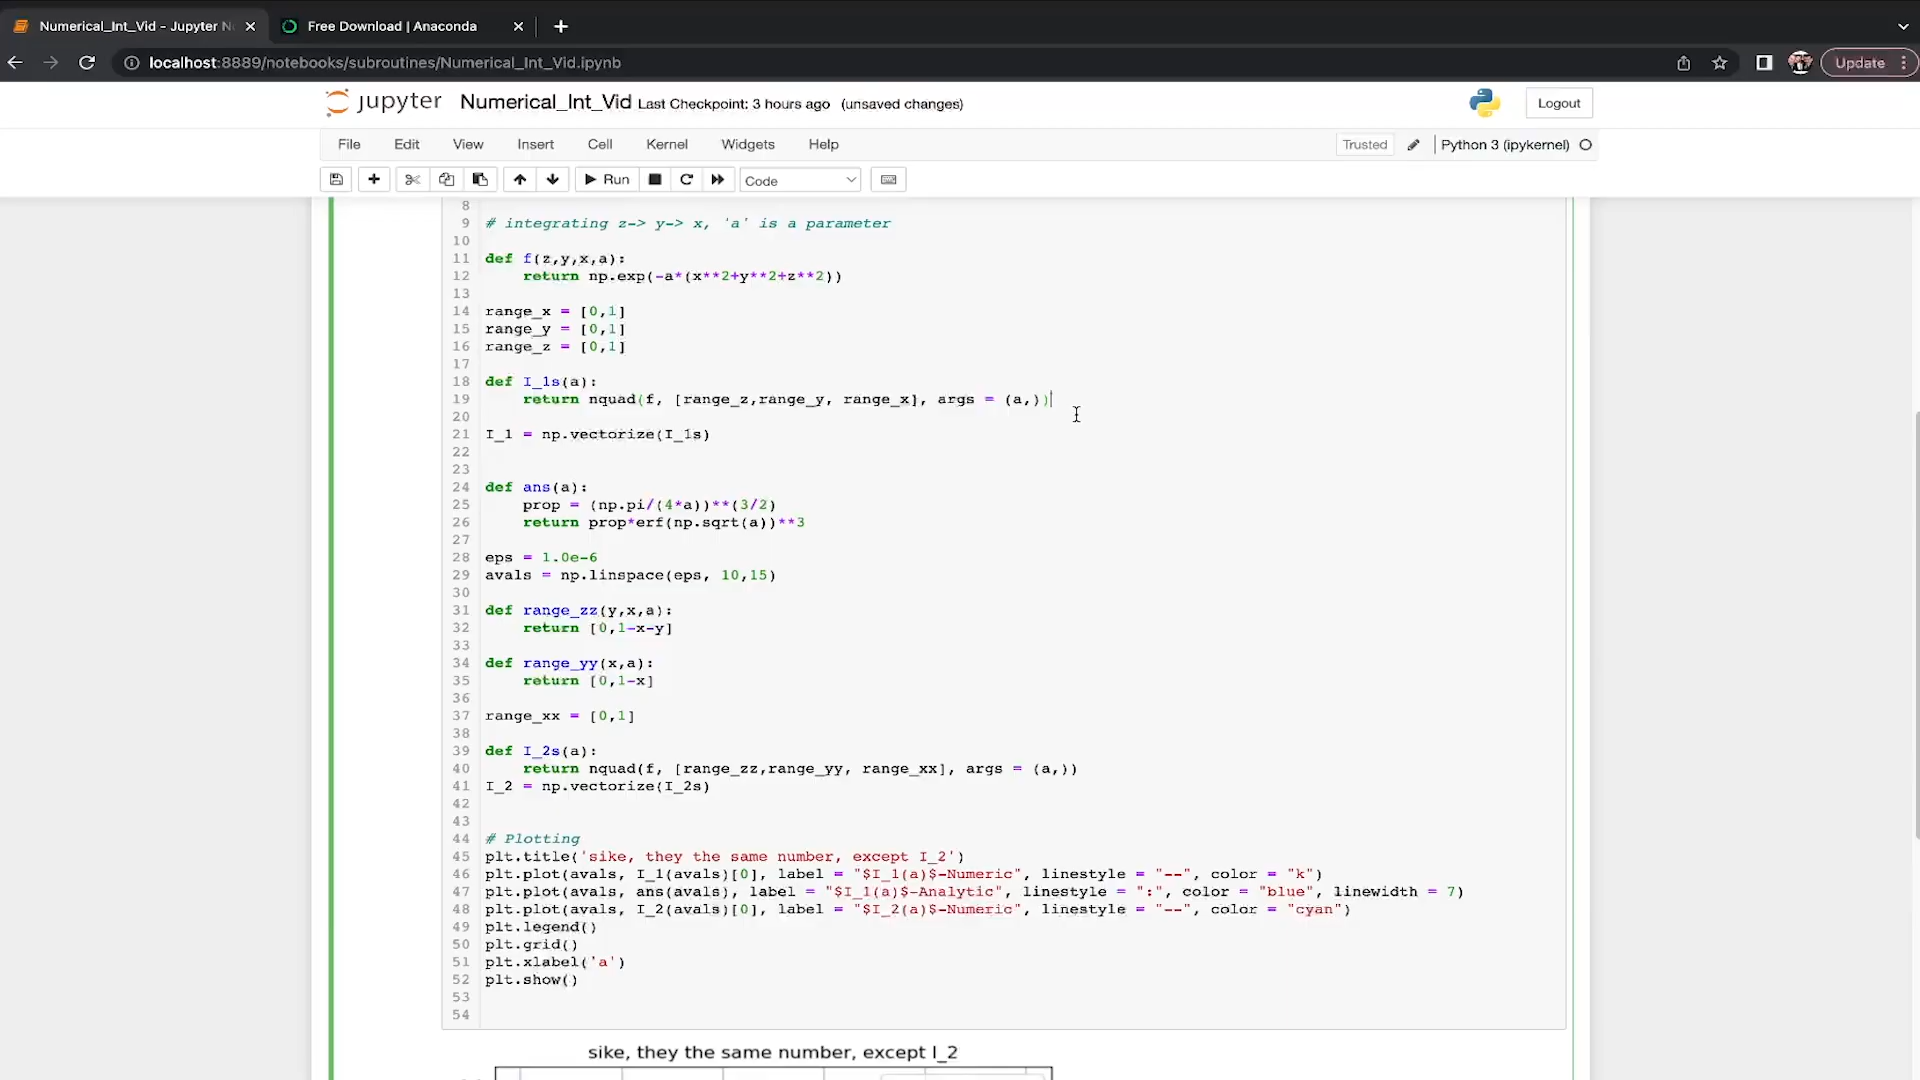 Numerical_Int_Vid - Jupyter N
Free Download | Anaconda
localhost:8889/notebooks/subroutines/Numerical_Int_Vid.ipynb
Update
jupyter Numerical_Int_Vid Last Checkpoint: 3 hours ago (unsaved changes)
Logout
File Edit View Insert Cell Kernel Widgets Help
Trusted
Python 3 (ipykernel)
Run
Code
8
9 # integrating z-> y-> x, 'a' is a parameter
10
11 def f(z,y,x,a):
12 return np.exp(-a*(x**2+y**2+z**2))
13
14 range_x = [0,1]
15 range_y = [0,1]
16 range_z = [0,1]
17
18 def I_1s(a):
19 return nquad(f, [range_z,range_y, range_x], args = (a,))
20
21 I_1 = np.vectorize(I_1s)
22
23
24 def ans(a):
25 prop = (np.pi/(4*a))**(3/2)
26 return prop*erf(np.sqrt(a))**3
27
28 eps = 1.0e-6
29 avals = np.linspace(eps, 10,15)
30
31 def range_zz(y,x,a):
32 return [0,1-x-y]
33
34 def range_yy(x,a):
35 return [0,1-x]
36
37 range_xx = [0,1]
38
39 def I_2s(a):
40 return nquad(f, [range_zz,range_yy, range_xx], args = (a,))
41 I_2 = np.vectorize(I_2s)
42
43
44 # Plotting
45 plt.title('sike, they the same number, except I_2')
46 plt.plot(avals, I_1(avals)[0], label = "$I_1(a)$-Numeric", linestyle = "--", color = "k")
47 plt.plot(avals, ans(avals), label = "$I_1(a)$-Analytic", linestyle = ":", color = "blue", linewidth = 7)
48 plt.plot(avals, I_2(avals)[0], label = "$I_2(a)$-Numeric", linestyle = "--", color = "cyan")
49 plt.legend()
50 plt.grid()
51 plt.xlabel('a')
52 plt.show()
53
54
sike, they the same number, except I_2